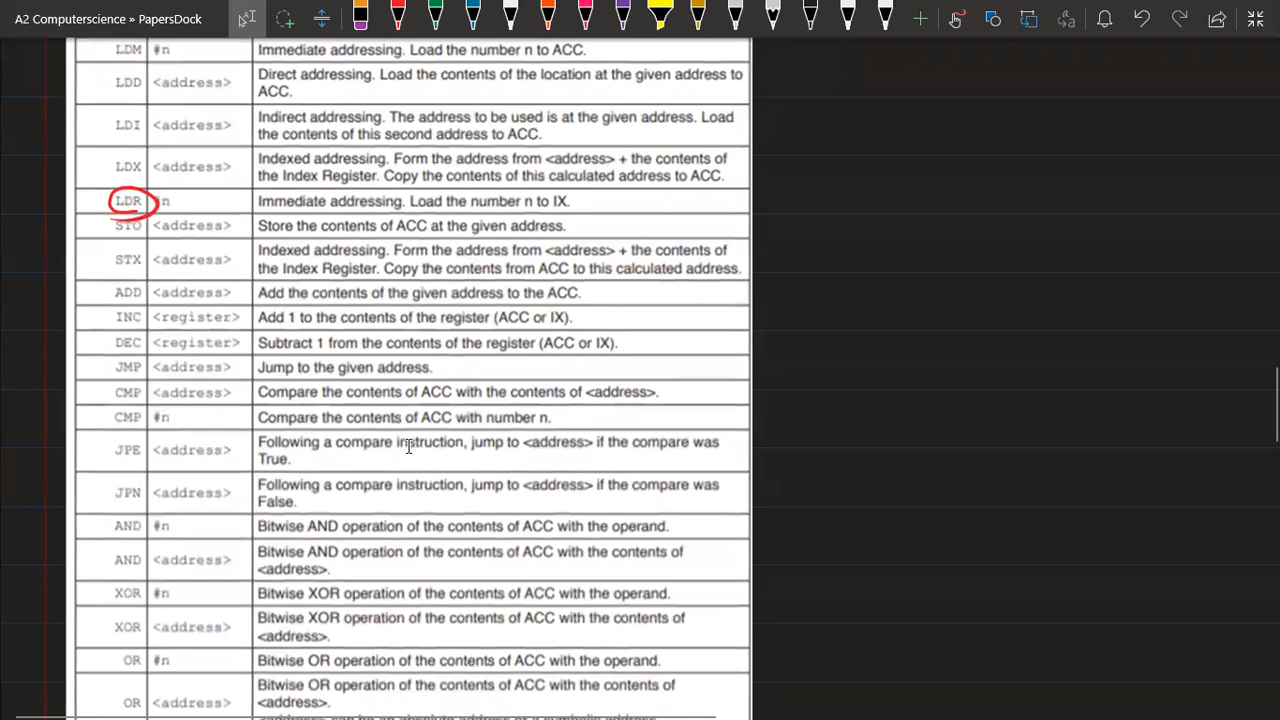 A2 Computerscience » PapersDock
LDM #n Immediate addressing. Load the number n to ACC.
LDD <address> Direct addressing. Load the contents of the location at the given address to
ACC.
LDI <address> Indirect addressing. The address to be used is at the given address. Load
the contents of this second address to ACC.
LDX <address> Indexed addressing. Form the address from <address> + the contents of
the Index Register. Copy the contents of this calculated address to ACC.
LDR #n Immediate addressing. Load the number n to IX.
STO <address> Store the contents of ACC at the given address.
STX <address> Indexed addressing. Form the address from <address> + the contents of
the Index Register. Copy the contents from ACC to this calculated address.
ADD <address> Add the contents of the given address to the ACC.
INC <register> Add 1 to the contents of the register (ACC or IX).
DEC <register> Subtract 1 from the contents of the register (ACC or IX).
JMP <address> Jump to the given address.
CMP <address> Compare the contents of ACC with the contents of <address>.
CMP #n Compare the contents of ACC with number n.
JPE <address> Following a compare instruction, jump to <address> if the compare was
True.
JPN <address> Following a compare instruction, jump to <address> if the compare was
False.
AND #n Bitwise AND operation of the contents of ACC with the operand.
AND <address> Bitwise AND operation of the contents of ACC with the contents of
<address>.
XOR #n Bitwise XOR operation of the contents of ACC with the operand.
XOR <address> Bitwise XOR operation of the contents of ACC with the contents of
<address>.
OR #n Bitwise OR operation of the contents of ACC with the operand.
OR <address> Bitwise OR operation of the contents of ACC with the contents of
<address>.